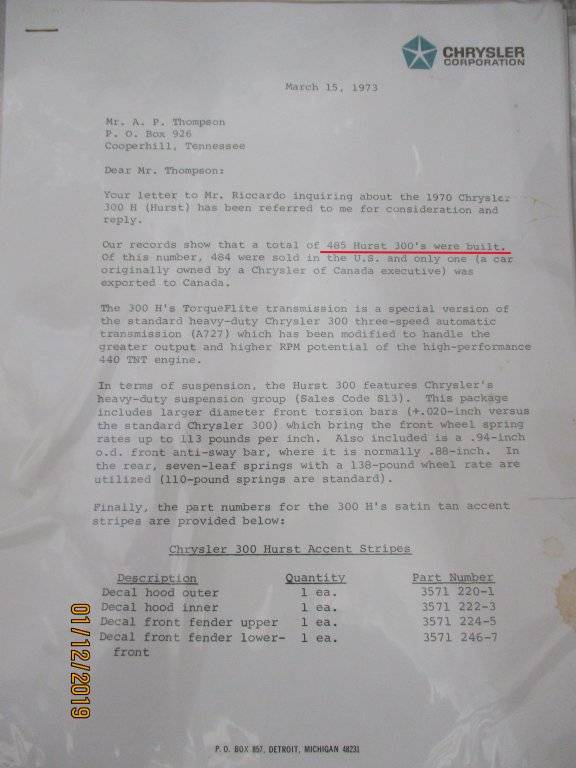 CHRYSLER
CORPORATION
March 15, 1973
Mr. A. P. Thompson
P. O. Box 926
Cooperhill, Tennessee
Dear Mr. Thompson:
Your letter to Mr. Riccardo inquiring about the 1970 Chrysler
300 H (Hurst) has been referred to me for consideration and
reply.
Our records show that a total of 485 Hurst 300's were built.
Of this number, 484 were sold in the U.S. and only one (a car
originally owned by a Chrysler of Canada executive) was
exported to Canada.
The 300 H's TorqueFlite transmission is a special version of
the standard heavy-duty Chrysler 300 three-speed automatic
transmission (A727) which has been modified to handle the
greater output and higher RPM potential of the high-performance
440 TNT engine.
In terms of suspension, the Hurst 300 features Chrysler's
heavy-duty suspension group (Sales Code S13). This package
includes larger diameter front torsion bars (+.020-inch versus
the standard Chrysler 300) which bring the front wheel spring
rates up to 113 pounds per inch. Also included is a .94-inch
o.d. front anti-sway bar, where it is normally .88-inch. In
the rear, seven-leaf springs with a 138-pound wheel rate are
utilized (110-pound springs are standard).
Finally, the part numbers for the 300 H's satin tan accent
stripes are provided below:
Chrysler 300 Hurst Accent Stripes
Description Quantity Part Number
Decal hood outer 1 ea. 3571 220-1
Decal hood inner 1 ea. 3571 222-3
Decal front fender upper 1 ea. 3571 224-5
Decal front fender lower- 1 ea. 3571 246-7
front
01/12/2019
P. O. BOX 857, DETROIT, MICHIGAN 48231